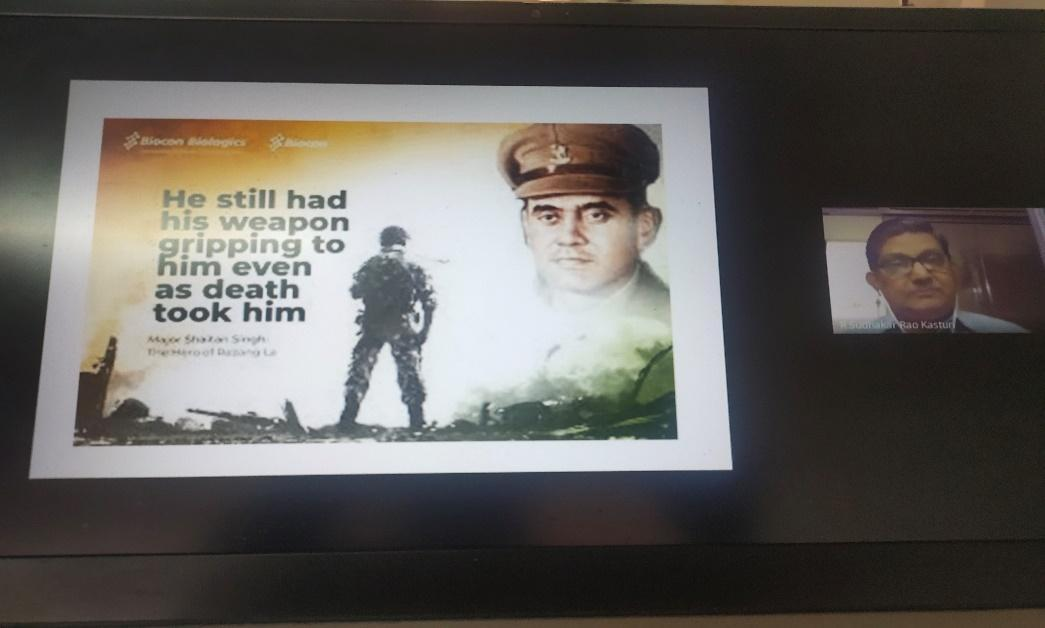 Biocon Biologics
Biocon
He still had
his weapon
gripping to
him even
as death
took him
Major Shaitan Singh:
The Hero of Rezang La
R Sudhakar Rao Kasturi